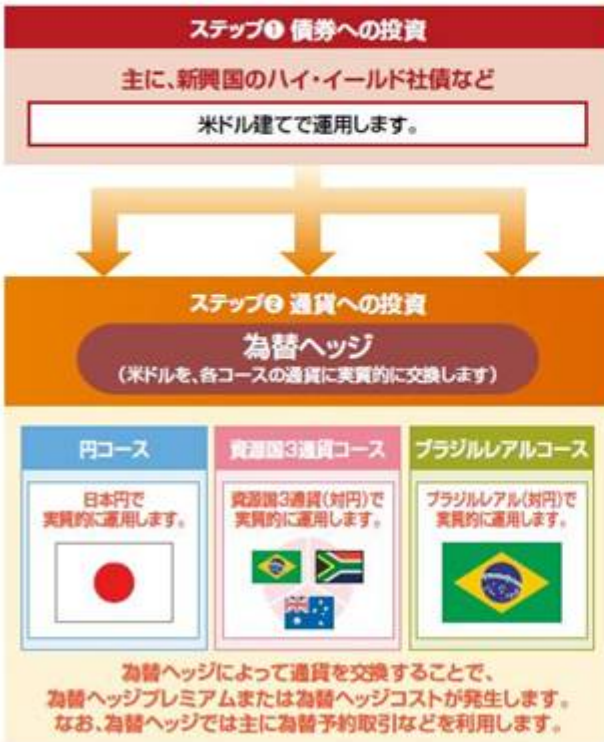 ステップ❶ 債券への投資
主に、新興国のハイ・イールド社債など
米ドル建てで運用します。
ステップ❷ 通貨への投資
為替ヘッジ
(米ドルを、各コースの通貨に実質的に交換します)
円コース
日本円で
実質的に運用します。
資源国3通貨コース
資源国3通貨(対円)で
実質的に運用します。
ブラジルレアルコース
ブラジルレアル(対円)で
実質的に運用します。
為替ヘッジによって通貨を交換することで、
為替ヘッジプレミアムまたは為替ヘッジコストが発生します。
なお、為替ヘッジでは主に為替予約取引などを利用します。